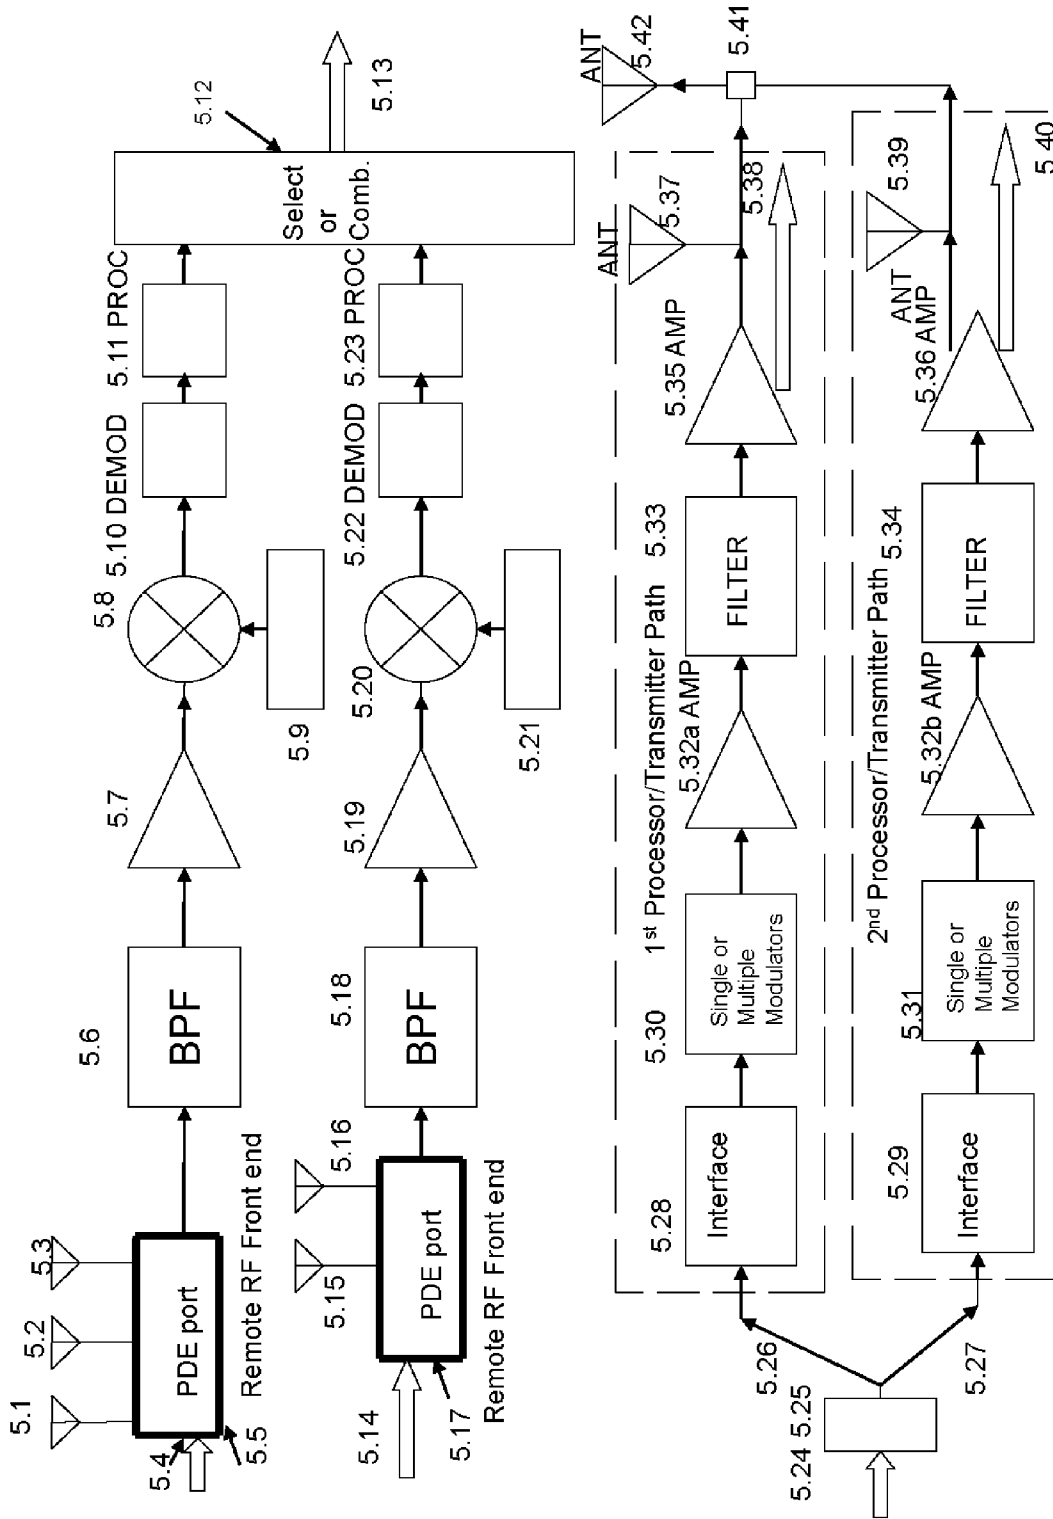 5.1
5.2
5.3
5.4
5.5
PDE port
Remote RF Front end
5.6
BPF
5.7
5.8
5.9
5.10 DEMOD
5.11 PROC
5.12
Select
or
Comb.
5.13
5.14
5.15
5.16
5.17
PDE port
Remote RF Front end
5.18
BPF
5.19
5.20
5.21
5.22 DEMOD
5.23 PROC
5.24
5.25
5.26
5.27
1st Processor/Transmitter Path
5.28
Interface
5.30
Single or
Multiple
Modulators
5.32a AMP
5.33
FILTER
5.35 AMP
ANT
5.37
5.38
ANT
5.42
5.41
2nd Processor/Transmitter Path
5.29
Interface
5.31
Single or
Multiple
Modulators
5.32b AMP
5.34
FILTER
5.36 AMP
ANT
5.39
5.40